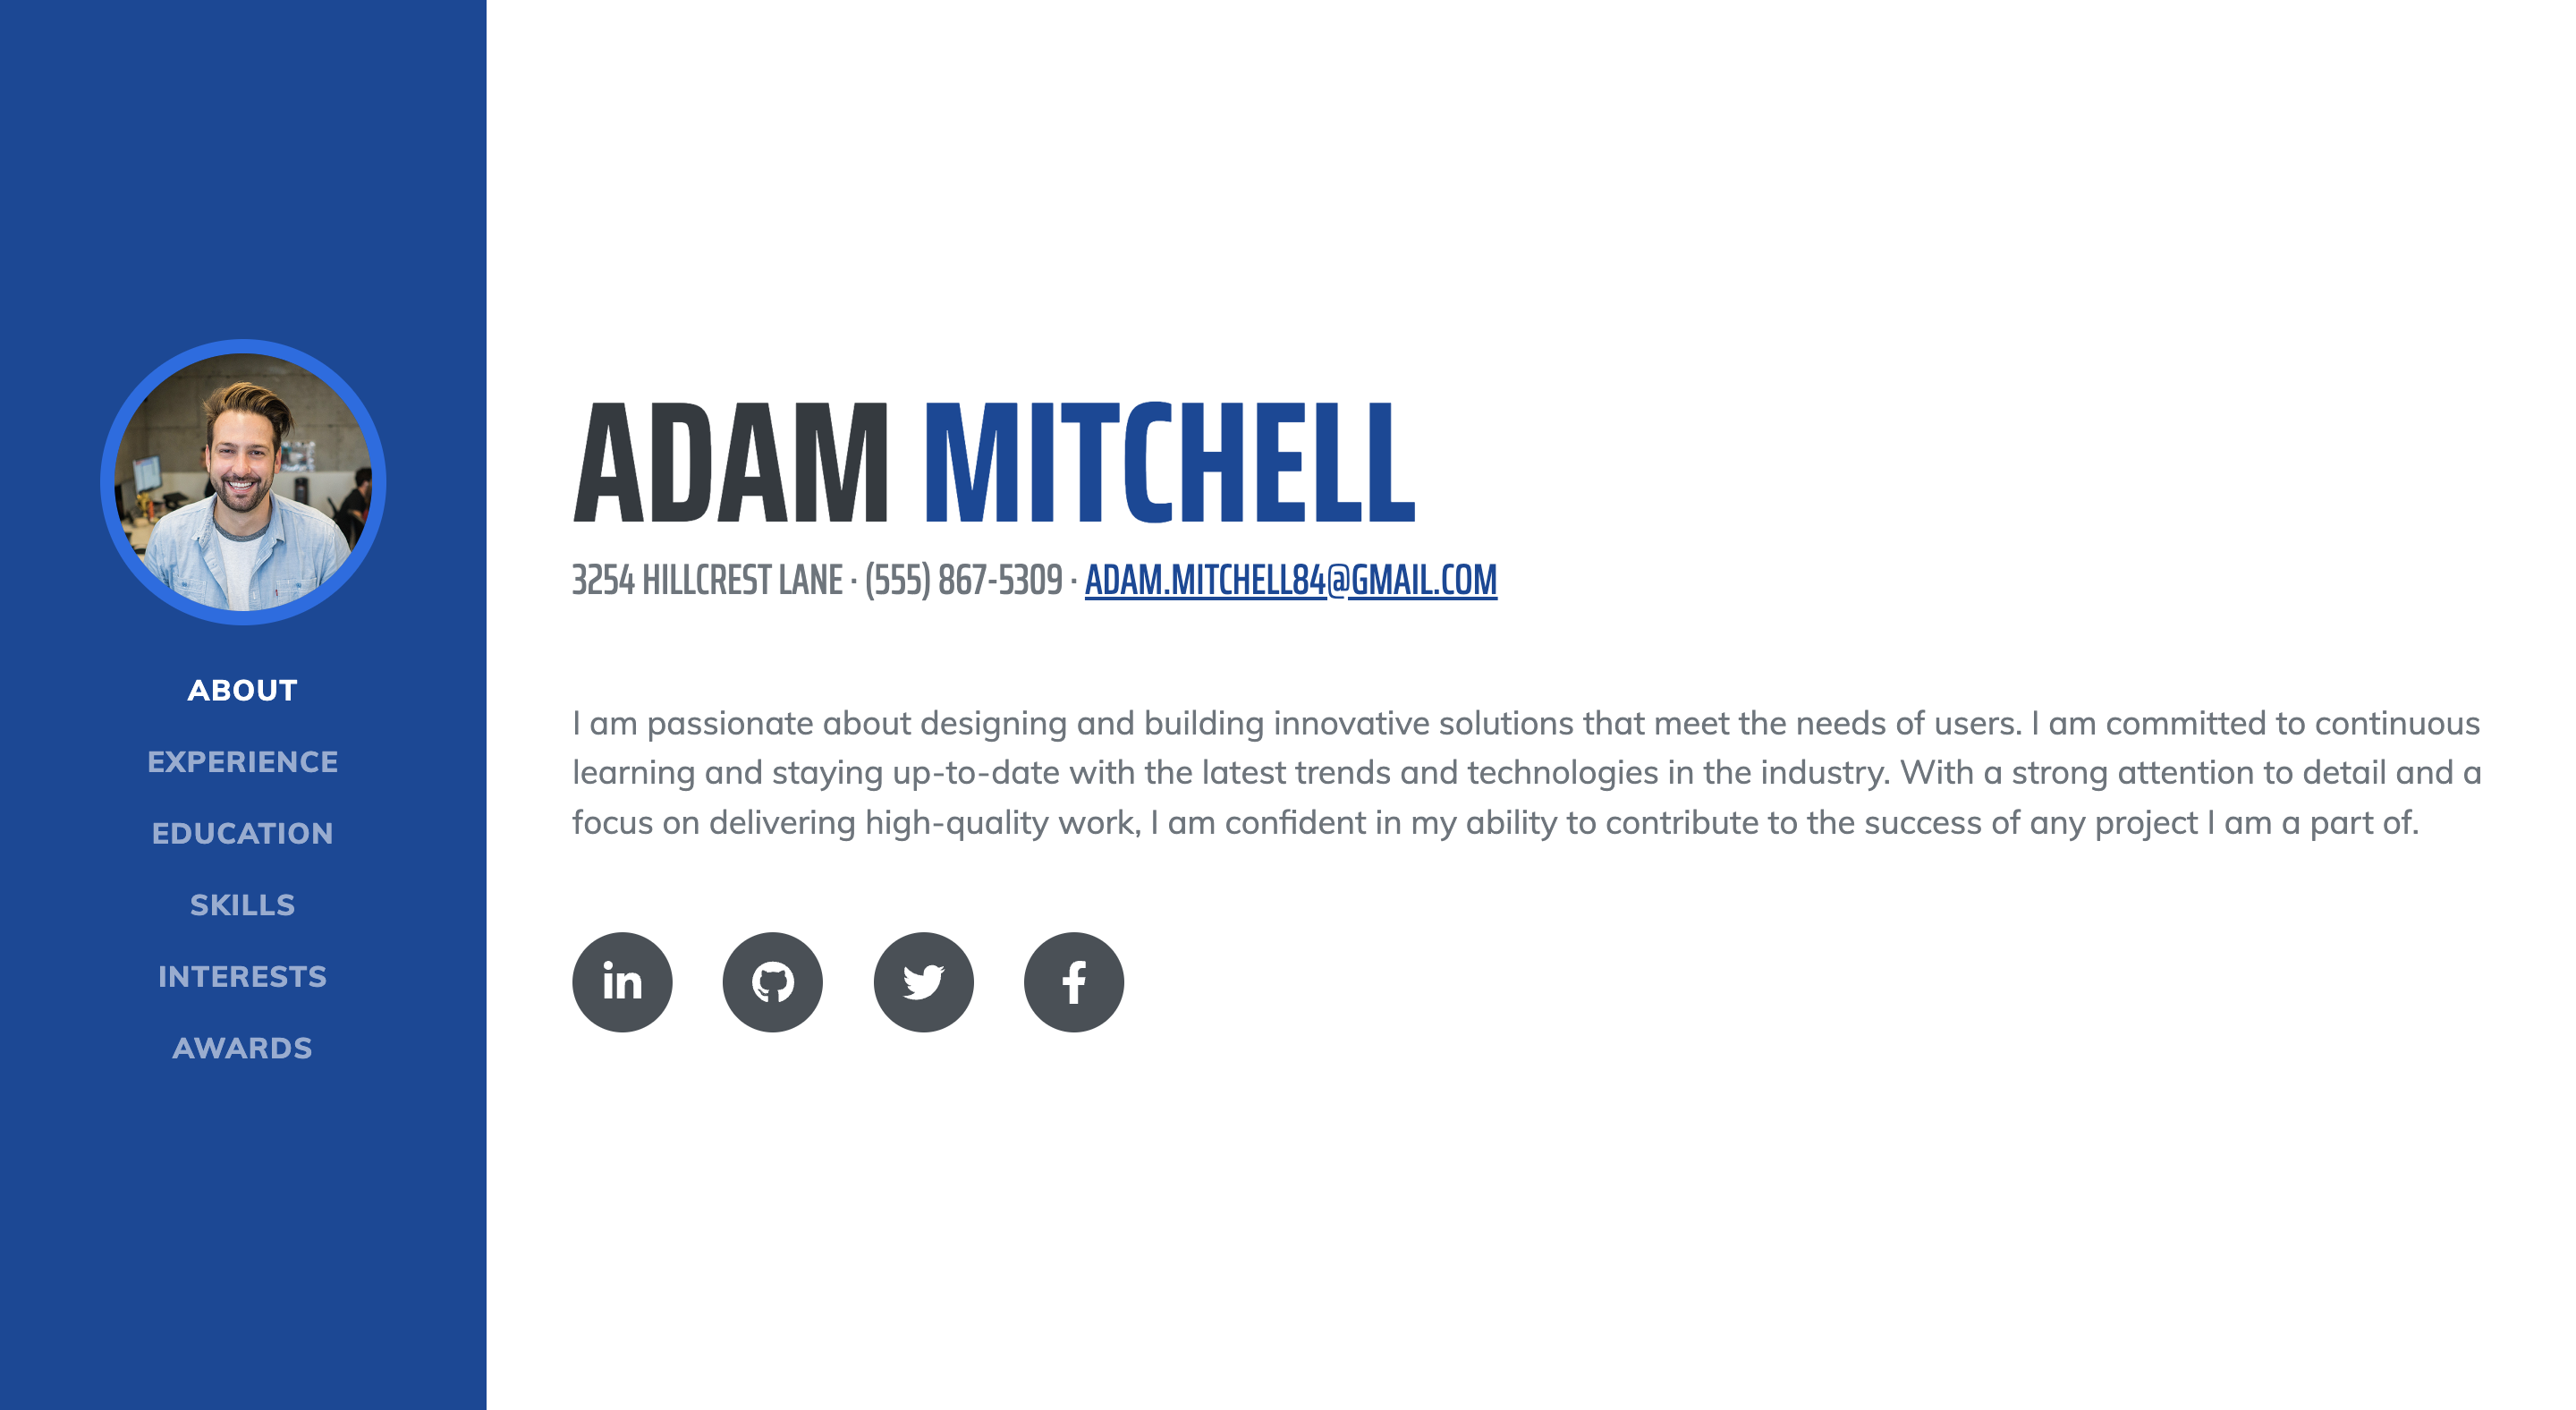 ABOUT
EXPERIENCE
EDUCATION
SKILLS
INTERESTS
AWARDS
ADAM MITCHELL
3254 HILLCREST LANE · (555) 867-5309 · ADAM.MITCHELL84@GMAIL.COM
I am passionate about designing and building innovative solutions that meet the needs of users. I am committed to continuous
learning and staying up-to-date with the latest trends and technologies in the industry. With a strong attention to detail and a
focus on delivering high-quality work, I am confident in my ability to contribute to the success of any project I am a part of.
in